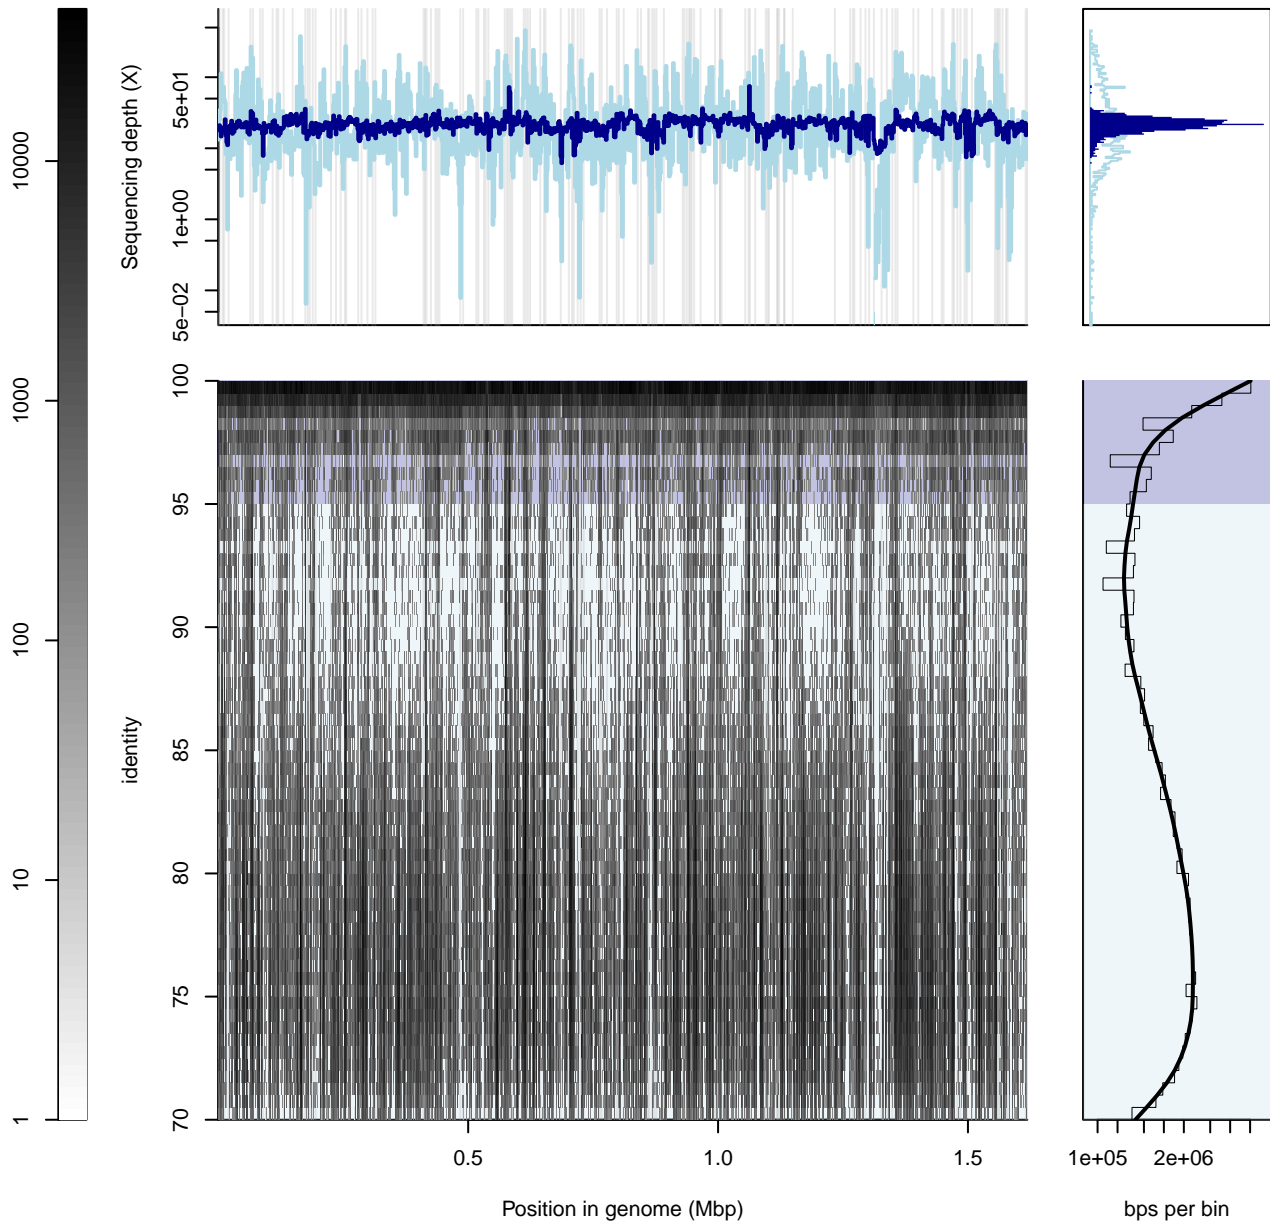 10000
1000
100
10
1
Sequencing depth (X)
5e+01
1e+00
5e-02
identity
100
95
90
85
80
75
70
0.5
1.0
1.5
Position in genome (Mbp)
1e+05
2e+06
bps per bin